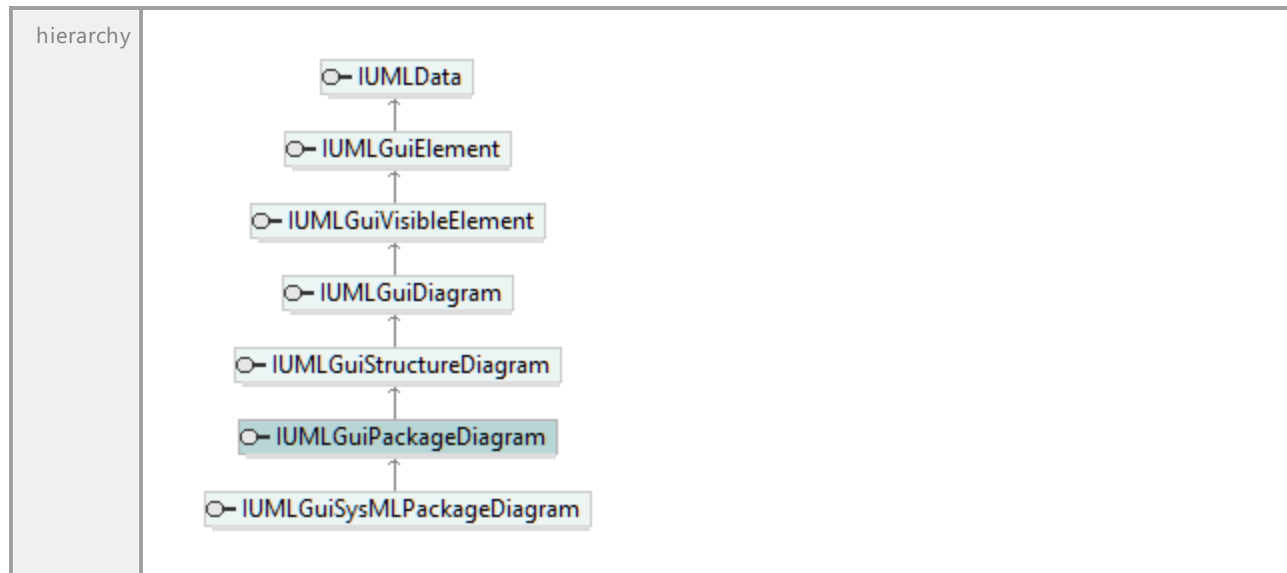 hierarchy
IUMLData
IUMLGuiElement
IUMLGuiVisibleElement
IUMLGuiDiagram
IUMLGuiStructureDiagram
IUMLGuiPackageDiagram
IUMLGuiSysMLPackageDiagram